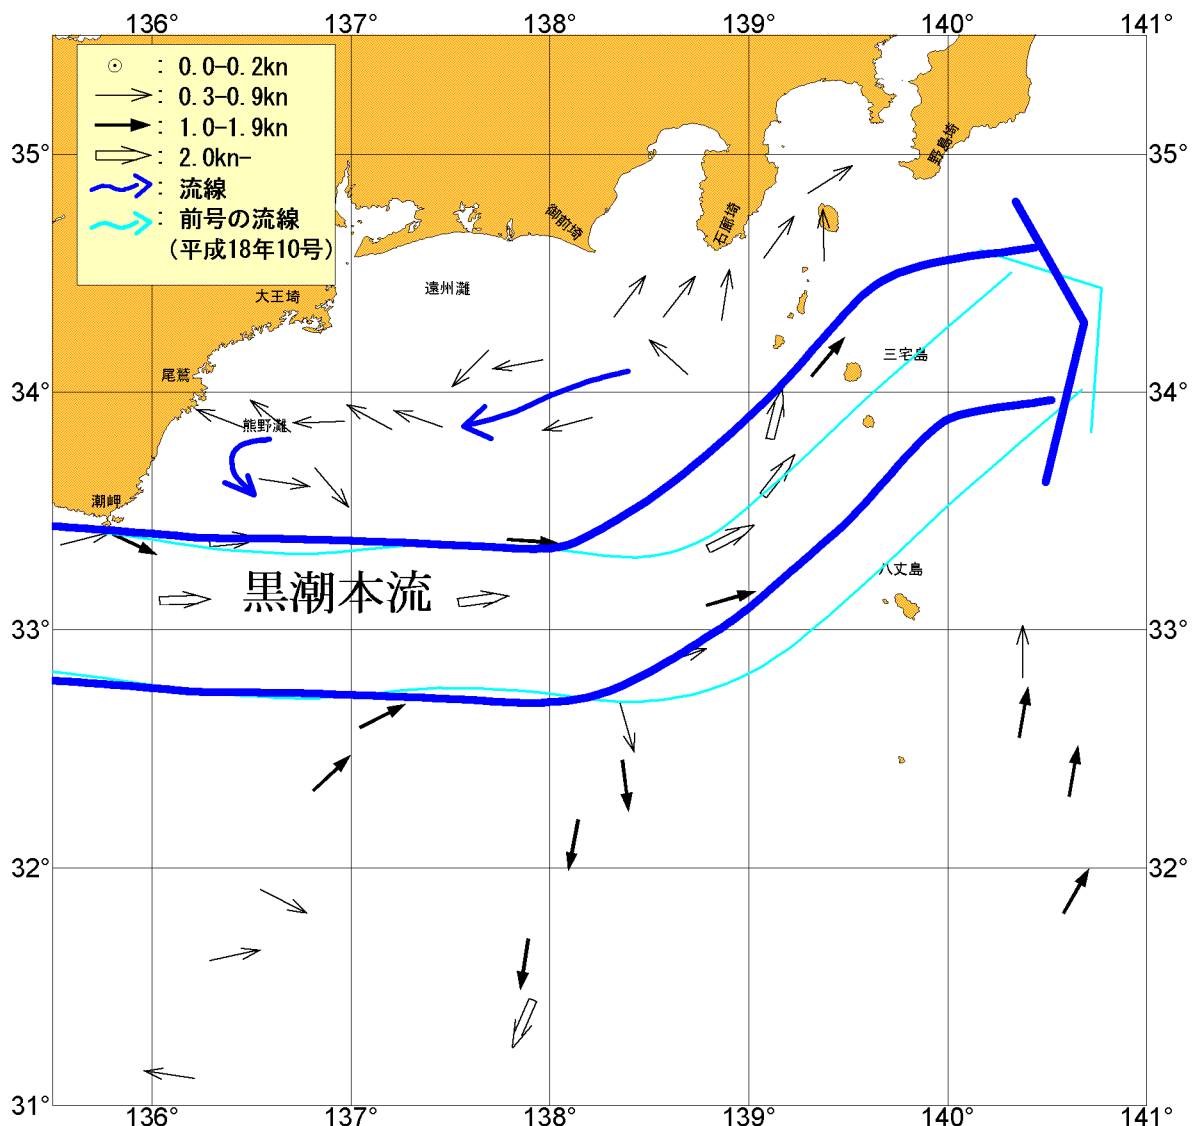 136° 137° 138° 139° 140° 141°
: 0.0-0.2kn
: 0.3-0.9kn
: 1.0-1.9kn
: 2.0kn-
: 流線
: 前号の流線
(平成18年10号)
35° 35°
野島埼
御前埼
石廊埼
大王埼
遠州灘
尾鷲
三宅島
34° 34°
熊野灘
潮岬
八丈島
黒潮本流
33° 33°
32° 32°
31° 31°
136° 137° 138° 139° 140° 141°